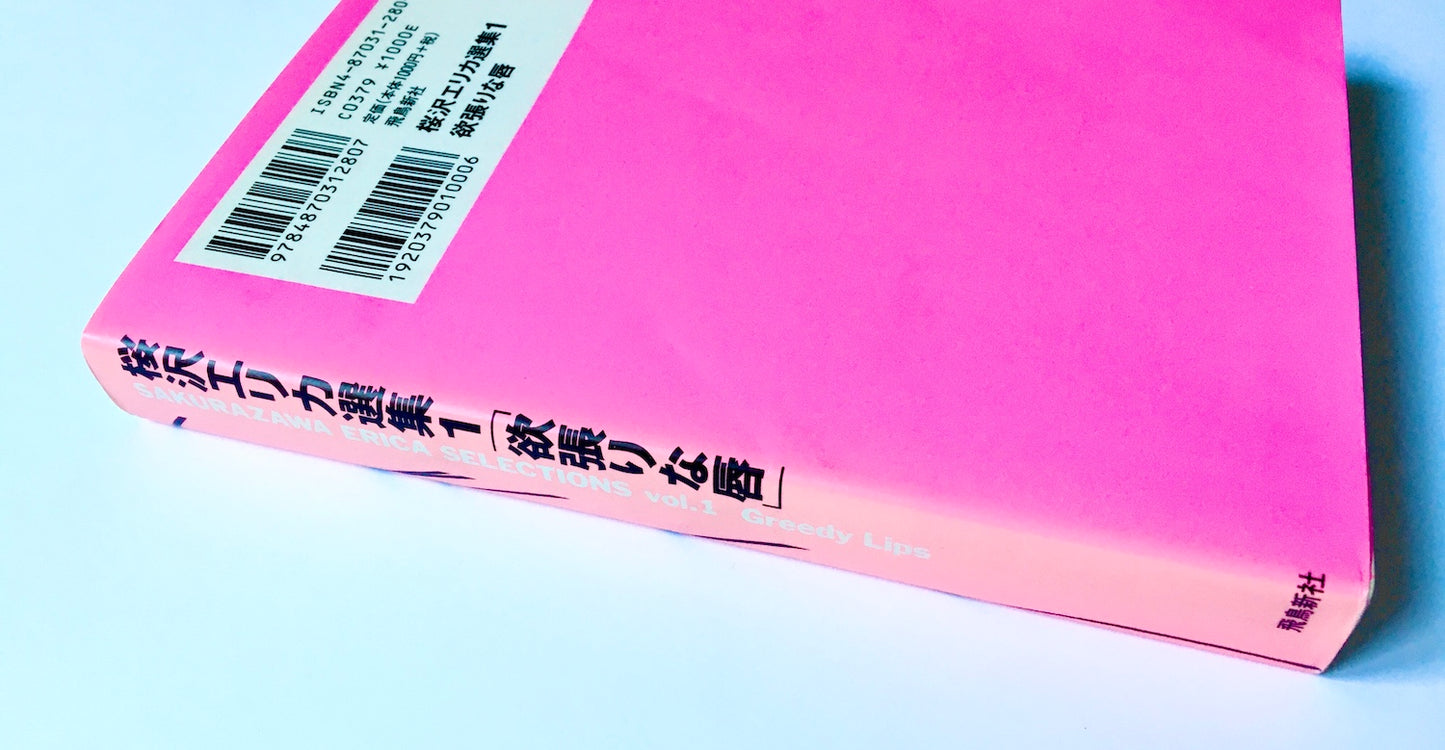 ISBN4-87031-280
C0379 ¥1000E
定価(本体1000円+税)
飛鳥新社
桜沢エリカ選集1
欲張りな唇
9784870312807
1920379010006
桜沢エリカ選集1[欲張りな唇]
SAKURAZAWA ERICA SELECTIONS vol.1 Greedy Lips
飛鳥新社